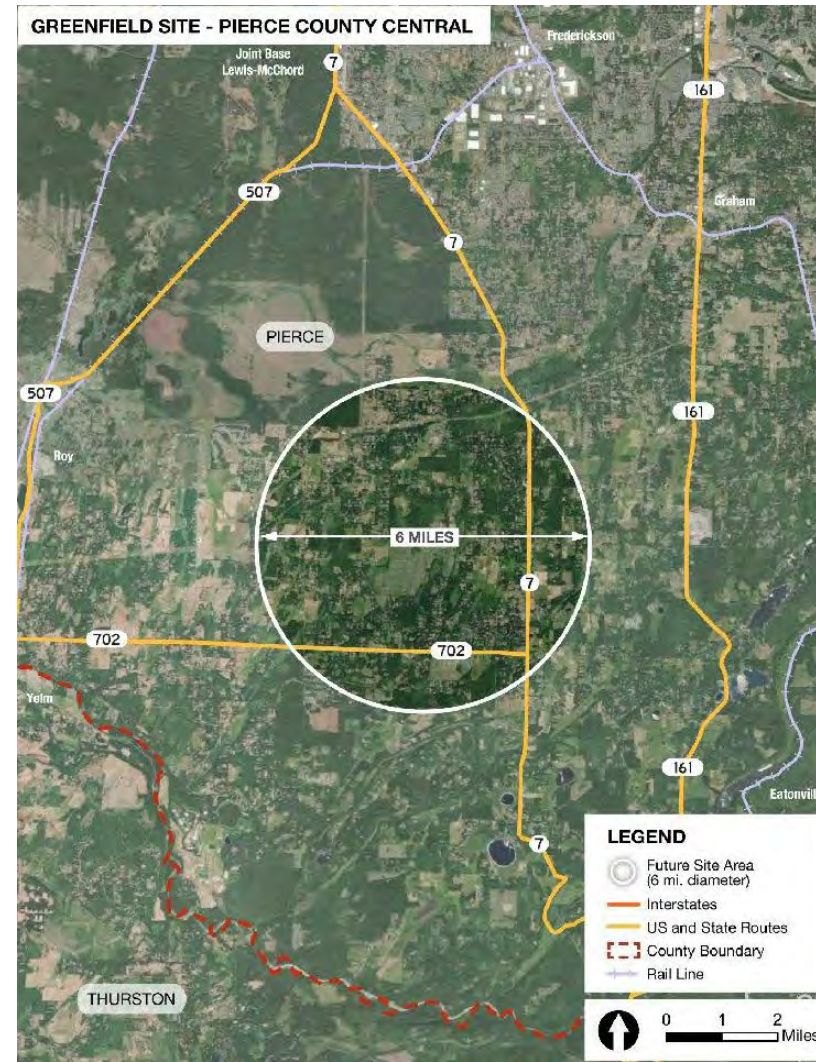 GREENFIELD SITE - PIERCE COUNTY CENTRAL
Joint Base
Lewis-McChord
7
Frederickson
161
507
Graham
7
PIERCE
507
161
Roy
6 MILES
7
702
702
Yelm
161
Eatonvill
7
LEGEND
Future Site Area
(6 mi. diameter)
Interstates
US and State Routes
County Boundary
Rail Line
THURSTON
0 1 2
Miles